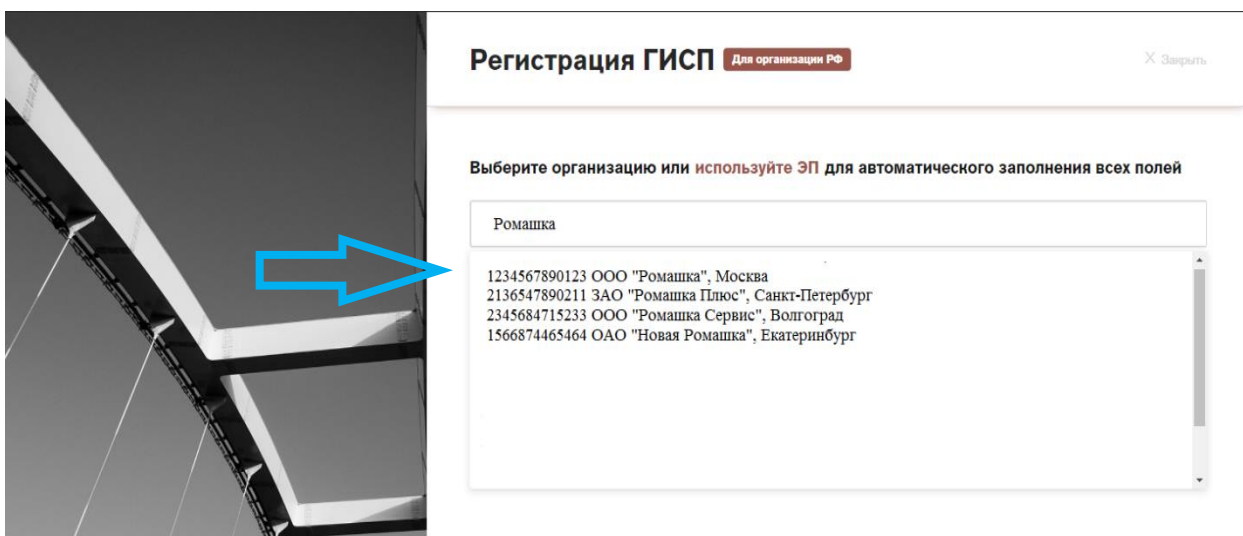 Регистрация ГИСП Для организации РФ X Закрыть
Выберите организацию или используйте ЭП для автоматического заполнения всех полей
Ромашка
1234567890123 ООО "Ромашка", Москва
2136547890211 ЗАО "Ромашка Плюс", Санкт-Петербург
2345684715233 ООО "Ромашка Сервис", Волгоград
1566874465464 ОАО "Новая Ромашка", Екатеринбург